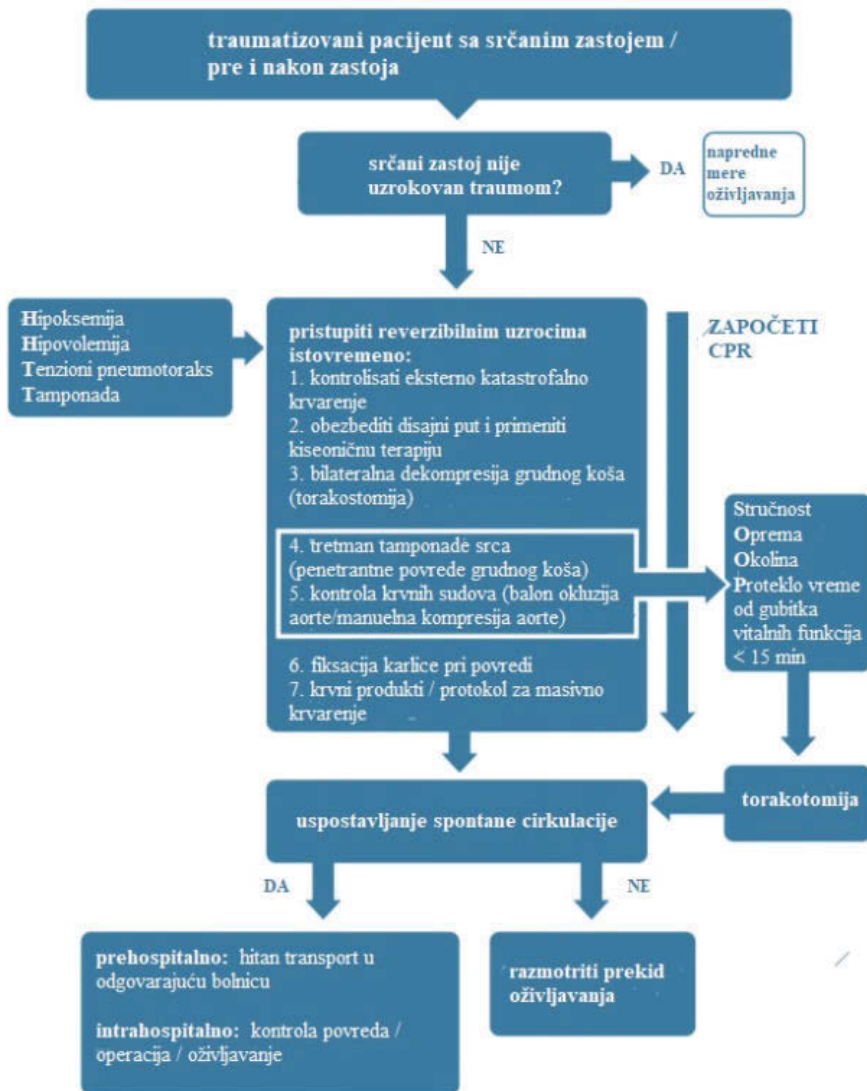 traumatizovani pacijent sa srčanim zastojem /
pre i nakon zastoja
srčani zastoj nije
uzrokovan traumom?
DA
napredne
mere
oživljavanja
NE
Hipoksemija
Hipovolemija
Tenzioni pneumotoraks
Tamponada
pristupiti reverzibilnim uzrocima
istovremeno:
1. kontrolisati eksterno katastrofalno
krvarenje
2. obezbediti disajni put i primeniti
kiseoničnu terapiju
3. bilateralna dekompresija grudnog koša
(torakostomija)
4. tretman tamponade srca
(penetrantne povrede grudnog koša)
5. kontrola krvnih sudova (balon okluzija
aorte/manuelna kompresija aorte)
6. fiksacija karlice pri povredi
7. krvni produkti / protokol za masivno
krvarenje
ZAPOČETI
CPR
Stručnost
Oprema
Okolina
Proteklo vreme
od gubitka
vitalnih funkcija
< 15 min
torakotomija
uspostavljanje spontane cirkulacije
DA
NE
prehospitalno: hitan transport u
odgovarajuću bolnicu
intrahospitalno: kontrola povreda /
operacija / oživljavanje
razmotriti prekid
oživljavanja